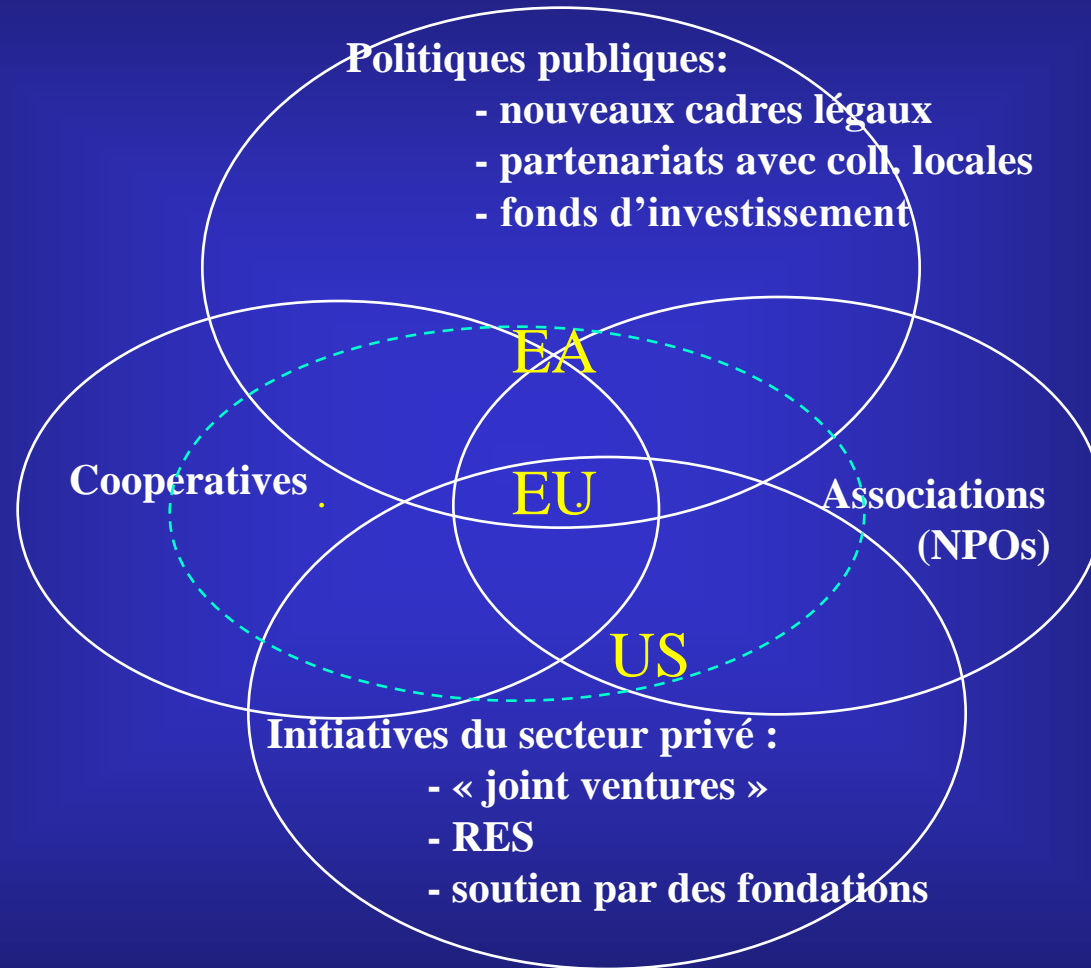 Politiques publiques:
- nouveaux cadres légaux
- partenariats avec coll. locales
- fonds d’investissement
EA
Cooperatives
EU
Associations
(NPOs)
US
Initiatives du secteur privé :
- « joint ventures »
- RES
- soutien par des fondations